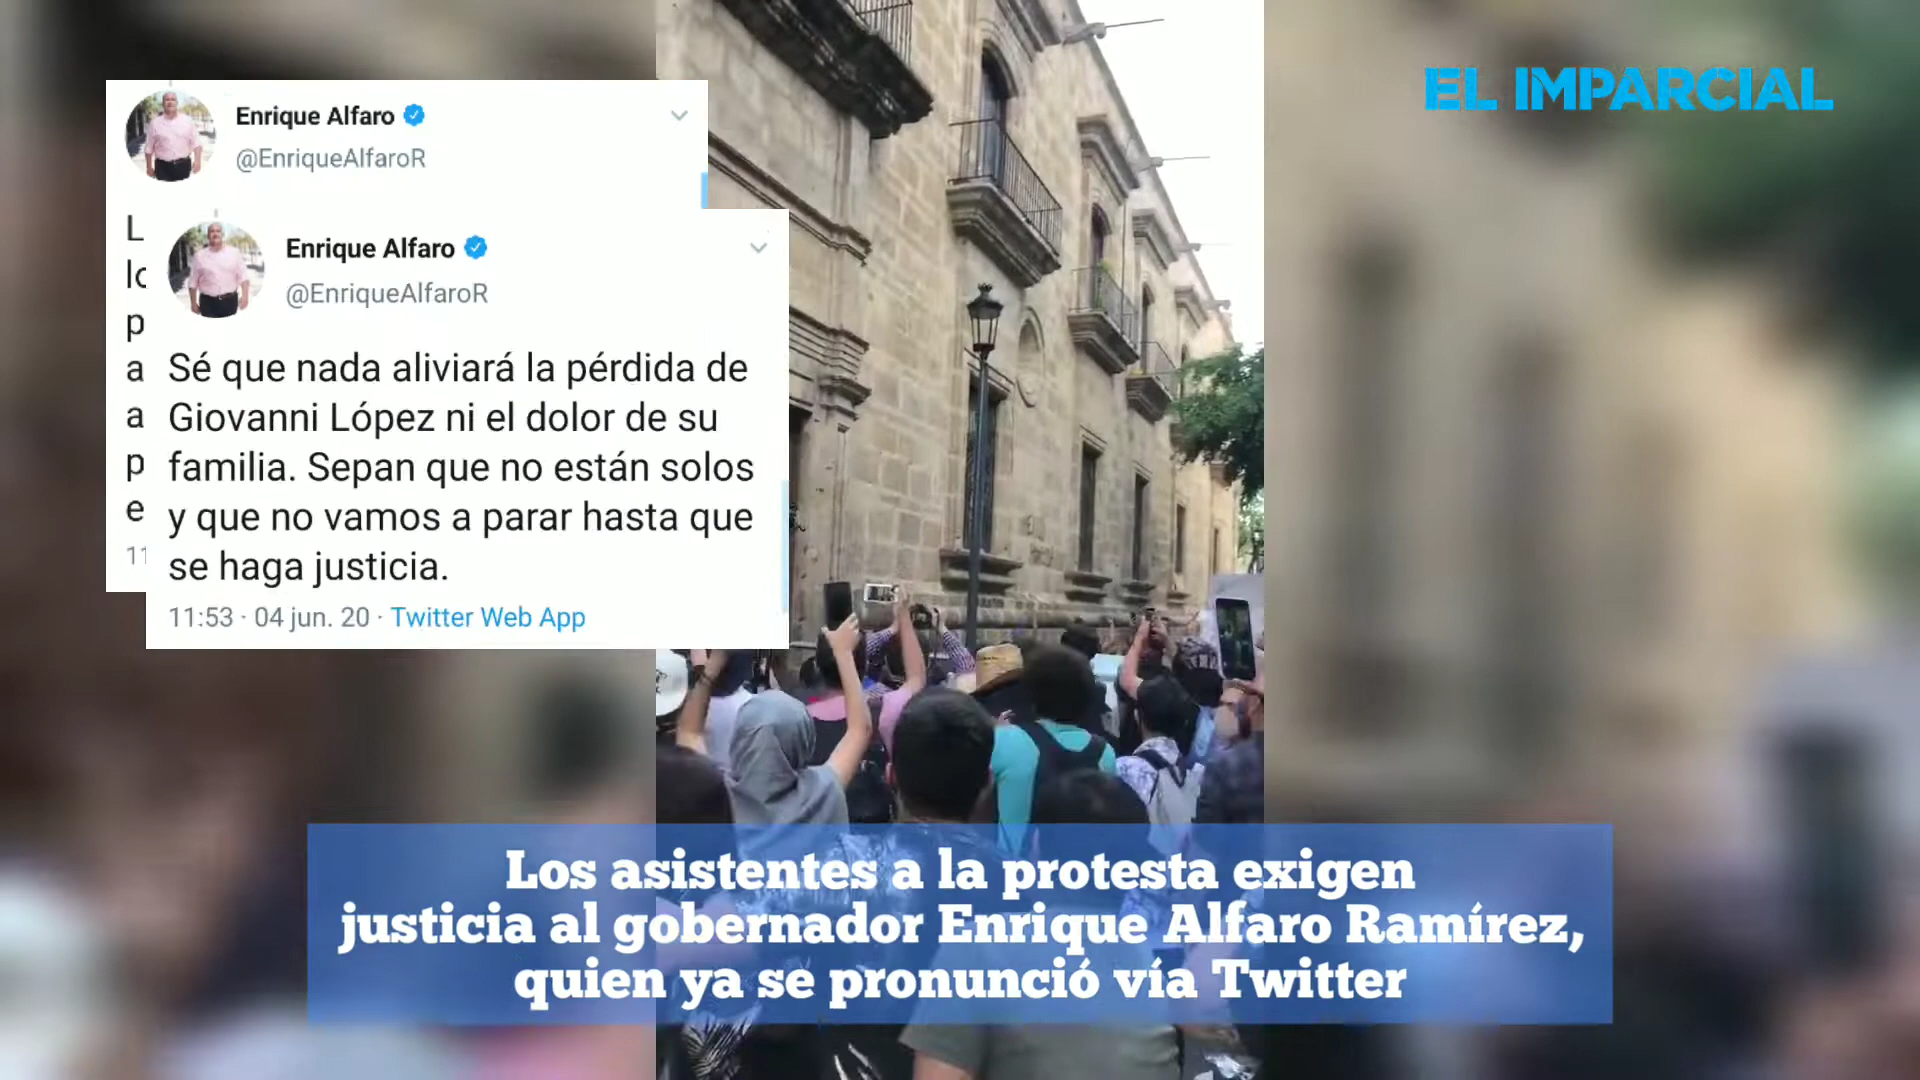 EL IMPARCIAL
Enrique Alfaro
@EnriqueAlfaroR
Enrique Alfaro
@EnriqueAlfaroR
Sé que nada aliviará la pérdida de
Giovanni López ni el dolor de su
familia. Sepan que no están solos
y que no vamos a parar hasta que
se haga justicia.
11:53 · 04 jun. 20 · Twitter Web App
Los asistentes a la protesta exigen
justicia al gobernador Enrique Alfaro Ramírez,
quien ya se pronunció vía Twitter